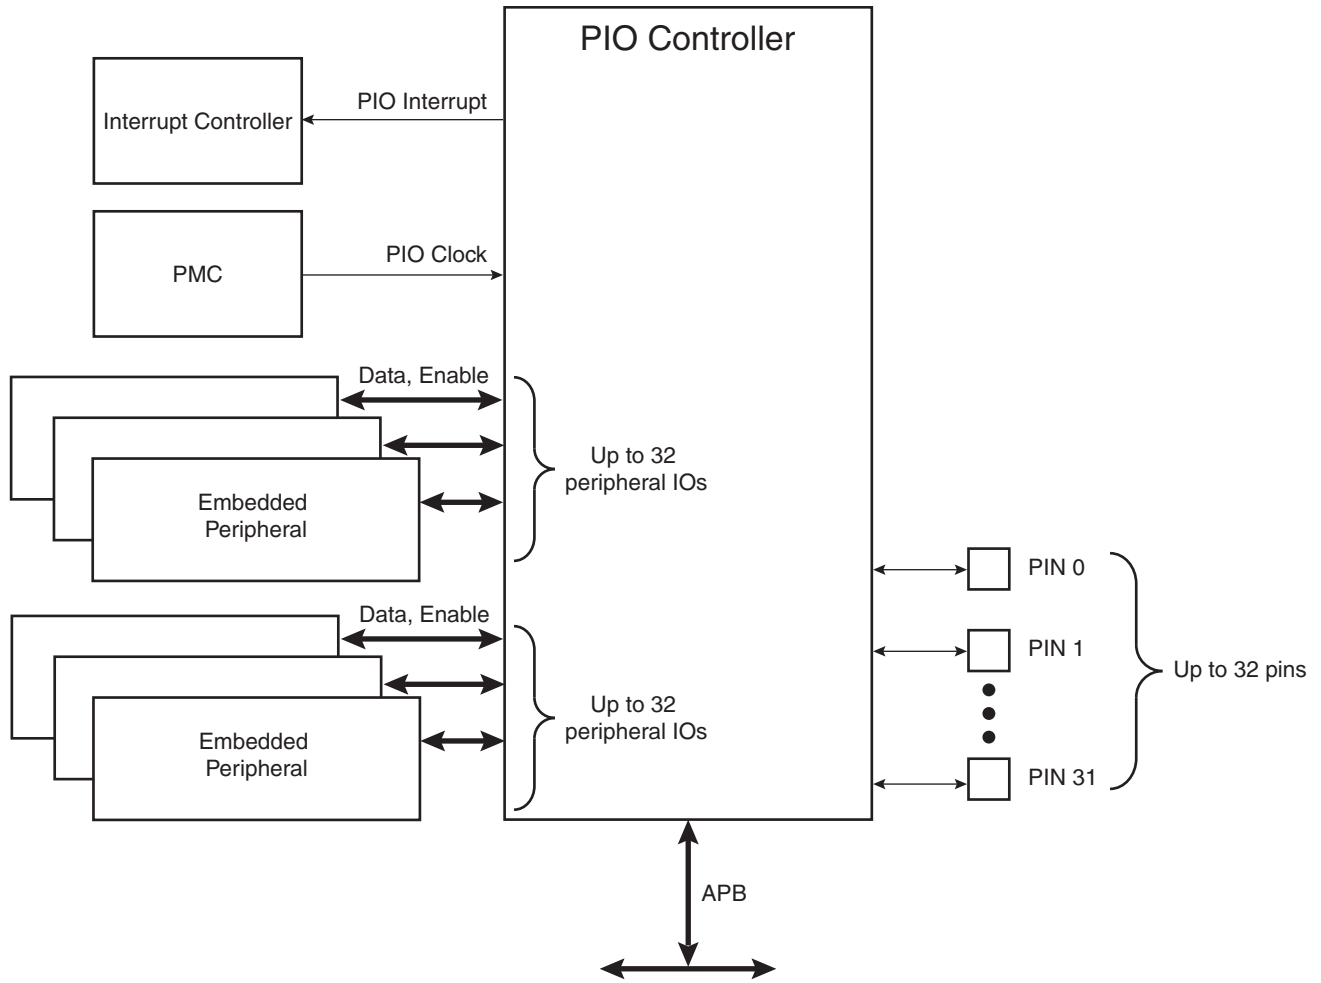 PIO Controller
PIO Interrupt
Interrupt Controller
PIO Clock
PMC
Data, Enable
Up to 32
peripheral IOs
Embedded
Peripheral
PIN 0
Data, Enable
PIN 1
Up to 32 pins
Up to 32
peripheral IOs
Embedded
Peripheral
PIN 31
APB